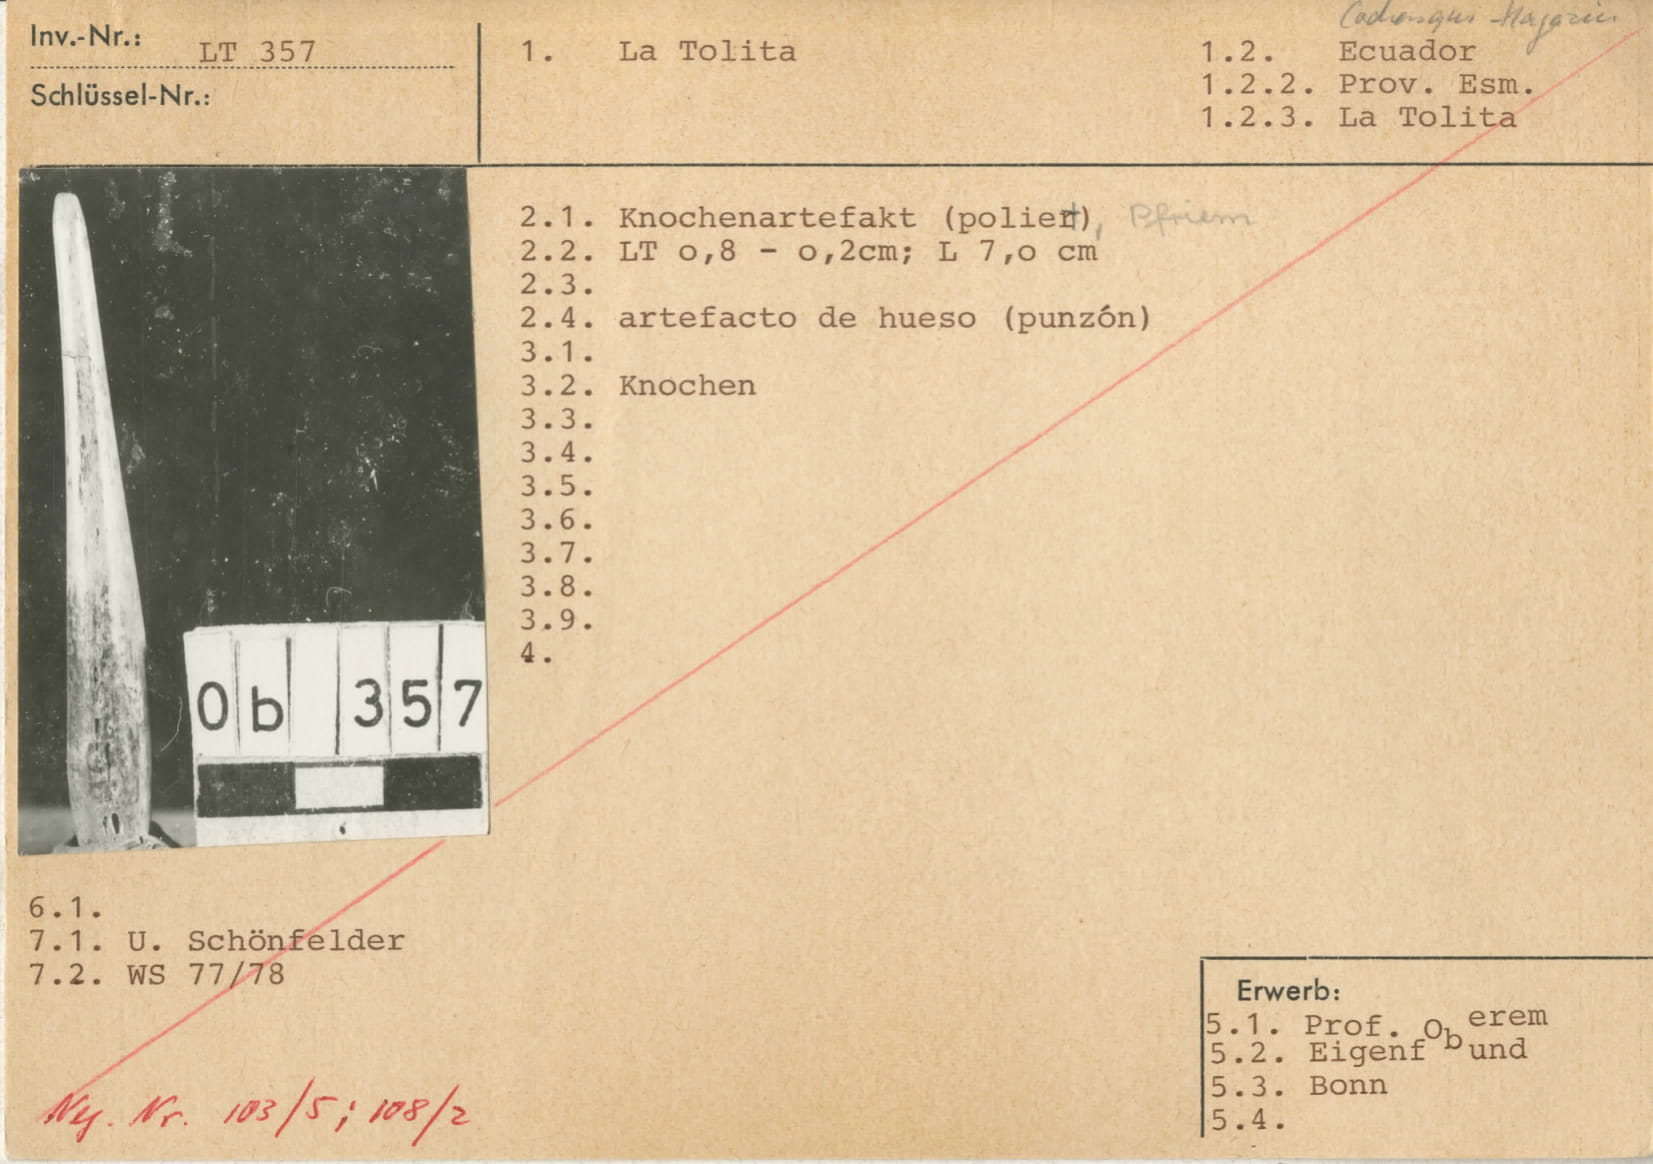 Inv.-Nr.: LT 357
Schlüssel-Nr.:
1. La Tolita
1.2. Ecuador
1.2.2. Prov. Esm.
1.2.3. La Tolita
2.1. Knochenartefakt (poliert), Pfriem
2.2. LT o,8 - o,2cm; L 7,o cm
2.3.
2.4. artefacto de hueso (punzón)
3.1.
3.2. Knochen
3.3.
3.4.
3.5.
3.6.
3.7.
3.8.
3.9.
4.
Ob 357
6.1.
7.1. U. Schönfelder
7.2. WS 77/78
Neg. Nr. 103/5; 108/2
Erwerb:
5.1. Prof. Oberem
5.2. Eigenfund
5.3. Bonn
5.4.